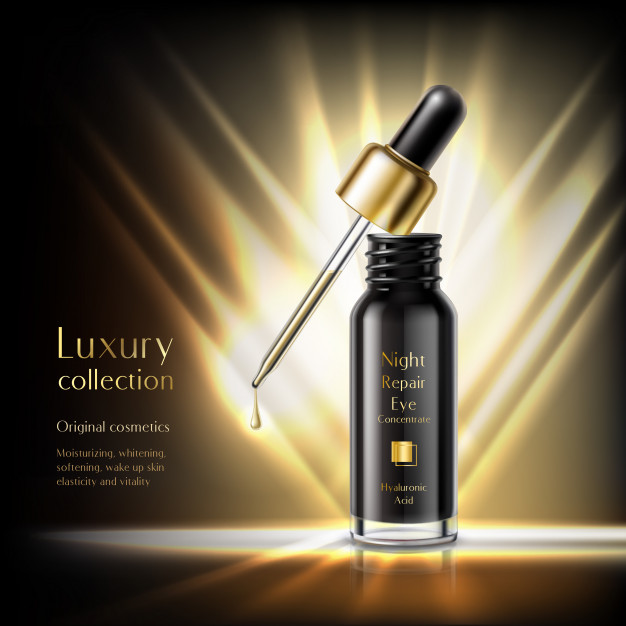 Luxury
collection
Original cosmetics
Moisturizing, whitening,
softening, wake up skin
elasticity and vitality
Night
Repair
Eye
Concentrate
Hyaluronic
Acid